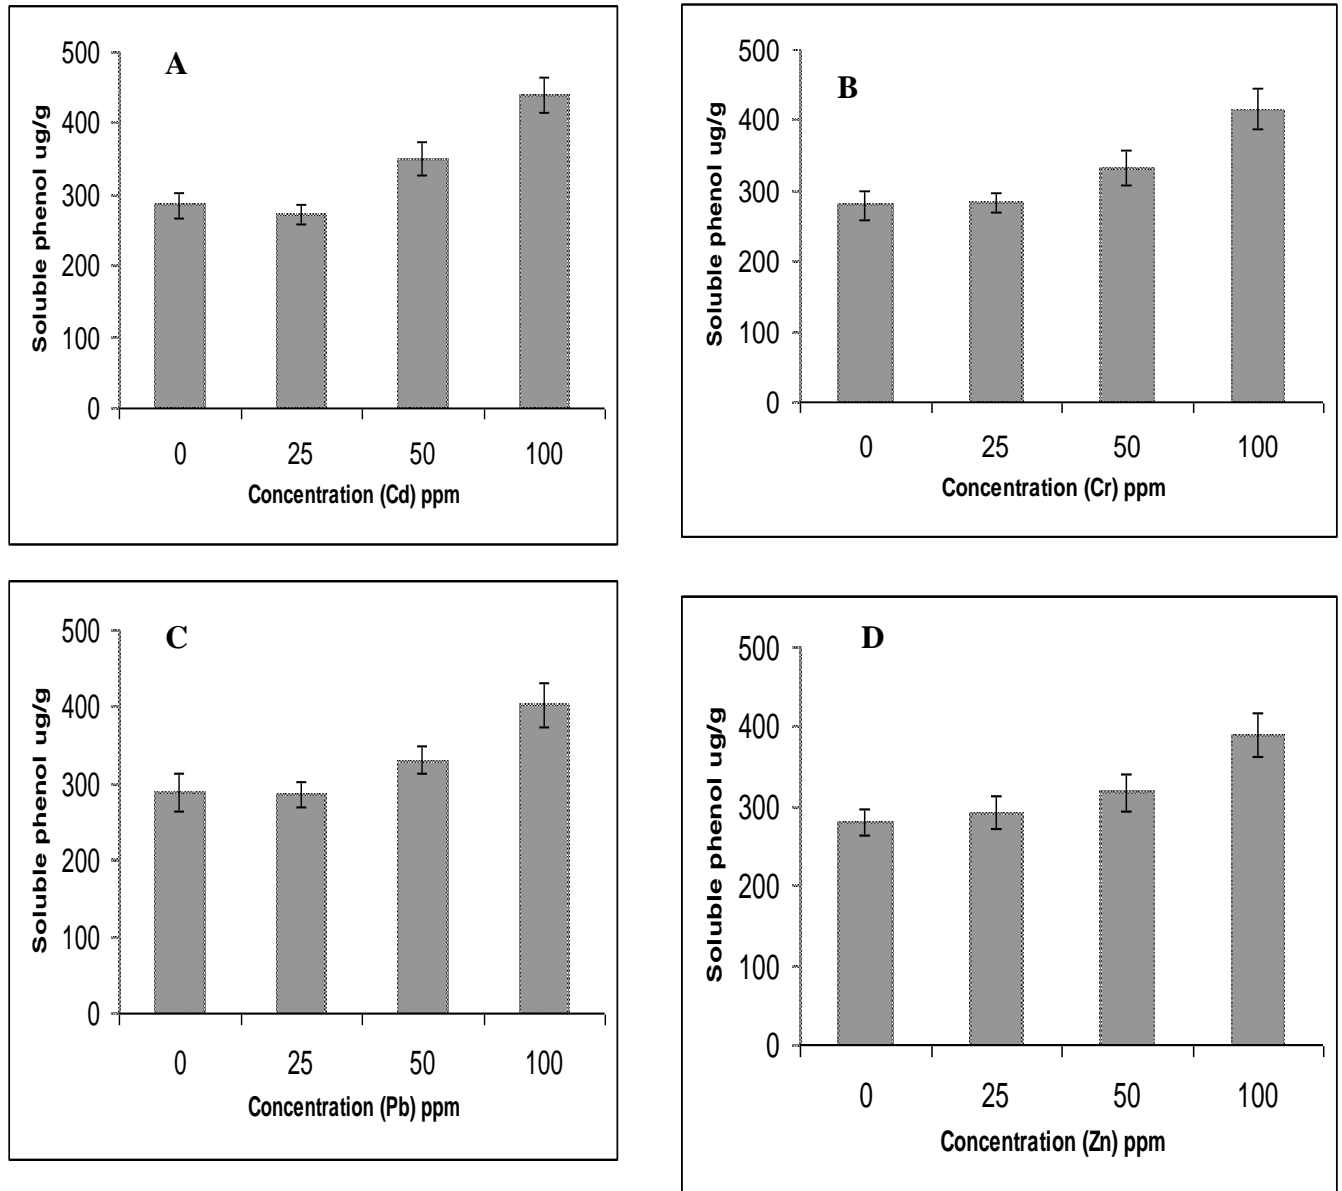 A
500
400
300
200
100
0
Soluble phenol ug/g
0 25 50 100
Concentration (Cd) ppm
B
500
400
300
200
100
0
Soluble phenol ug/g
0 25 50 100
Concentration (Cr) ppm
C
500
400
300
200
100
0
Soluble phenol ug/g
0 25 50 100
Concentration (Pb) ppm
D
500
400
300
200
100
0
Soluble phenol ug/g
0 25 50 100
Concentration (Zn) ppm